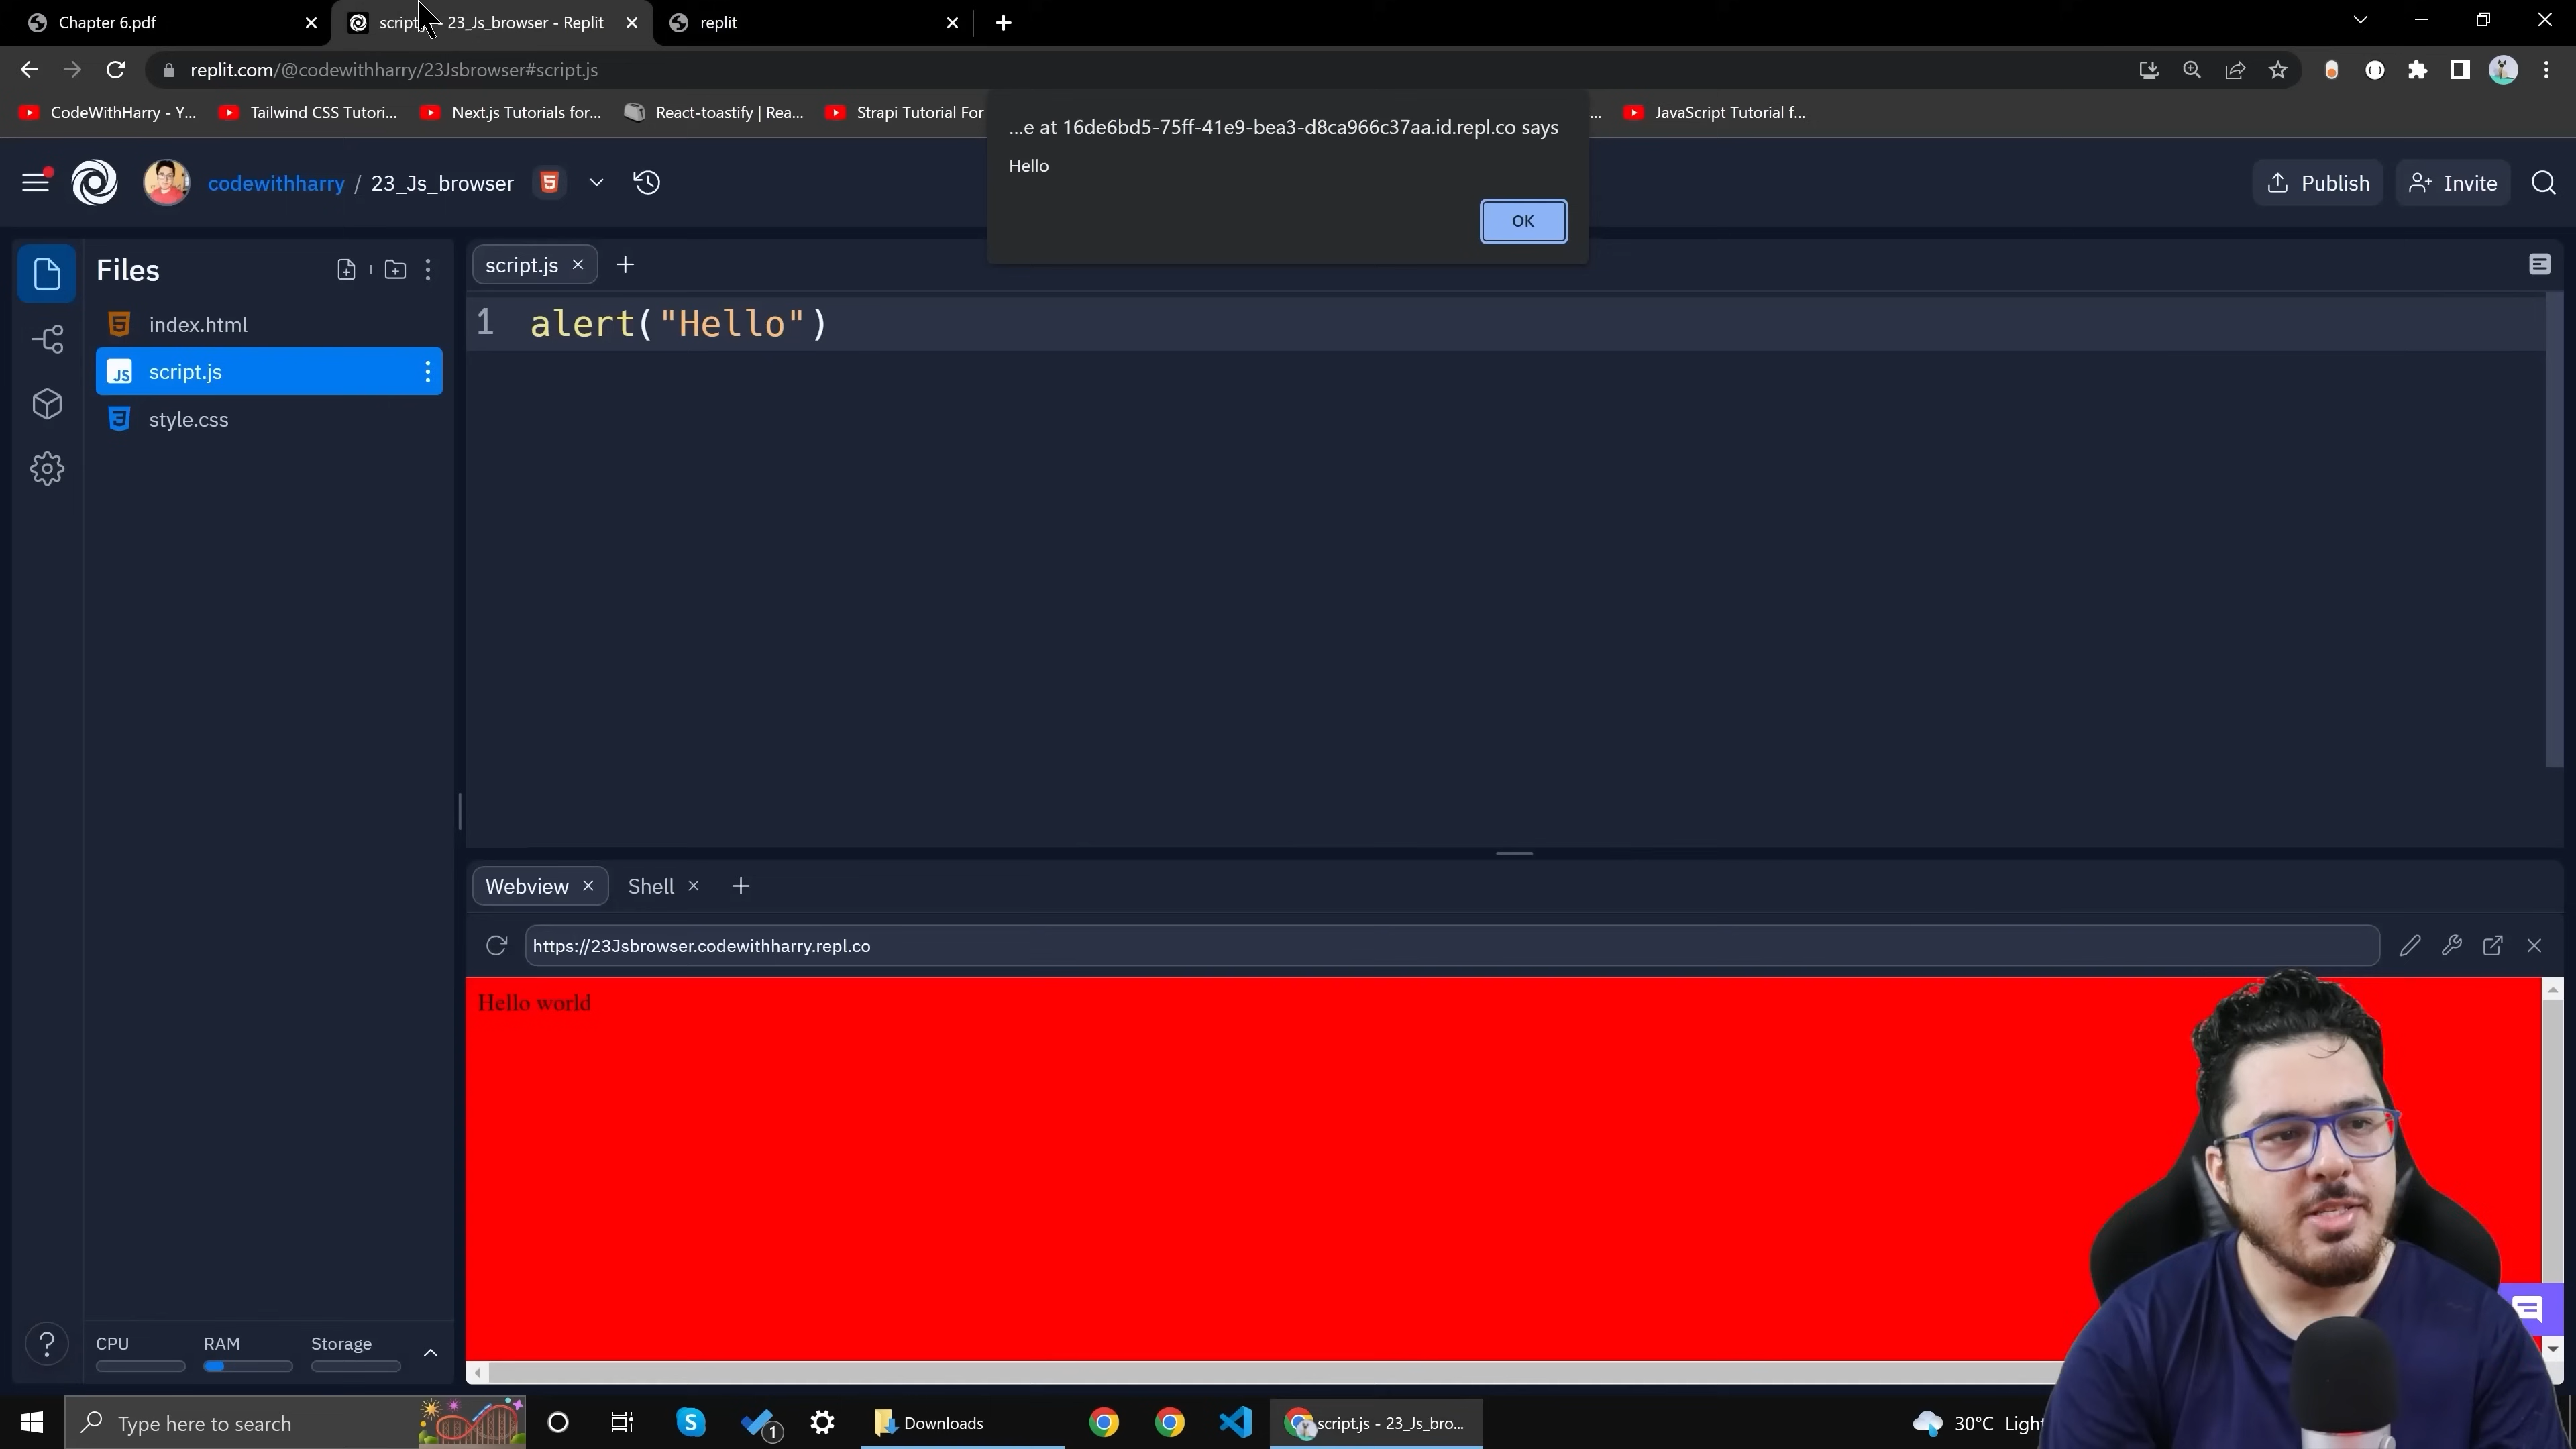 Chapter 6.pdf
script.j - 23_Js_browser - Replit
replit
replit.com/@codewithharry/23Jsbrowser#script.js
CodeWithHarry - Y...
Tailwind CSS Tutori...
Next.js Tutorials for...
React-toastify | Rea...
Strapi Tutorial For
JavaScript Tutorial f...
...e at 16de6bd5-75ff-41e9-bea3-d8ca966c37aa.id.repl.co says
Hello
OK
codewithharry / 23_Js_browser
Publish
Invite
Files
script.js
index.html
script.js
style.css
1 alert("Hello")
Webview
Shell
https://23Jsbrowser.codewithharry.repl.co
Hello world
CPU
RAM
Storage
Type here to search
1
Downloads
script.js - 23_Js_bro...
30°C Light